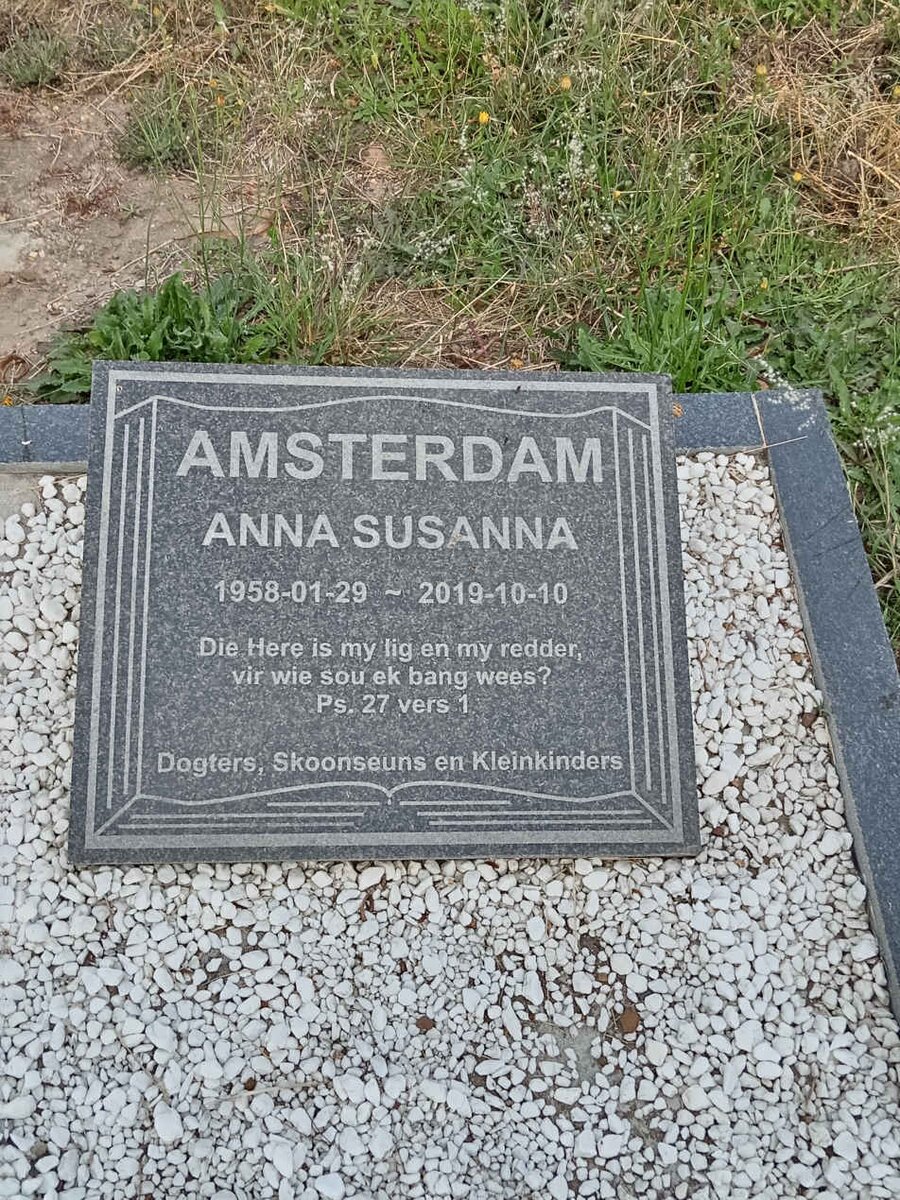 AMSTERDAM
ANNA SUSANNA
1958-01-29 ~ 2019-10-10
Die Here is my lig en my redder,
vir wie sou ek bang wees?
Ps. 27 vers 1
Dogters, Skoonseuns en Kleinkinders